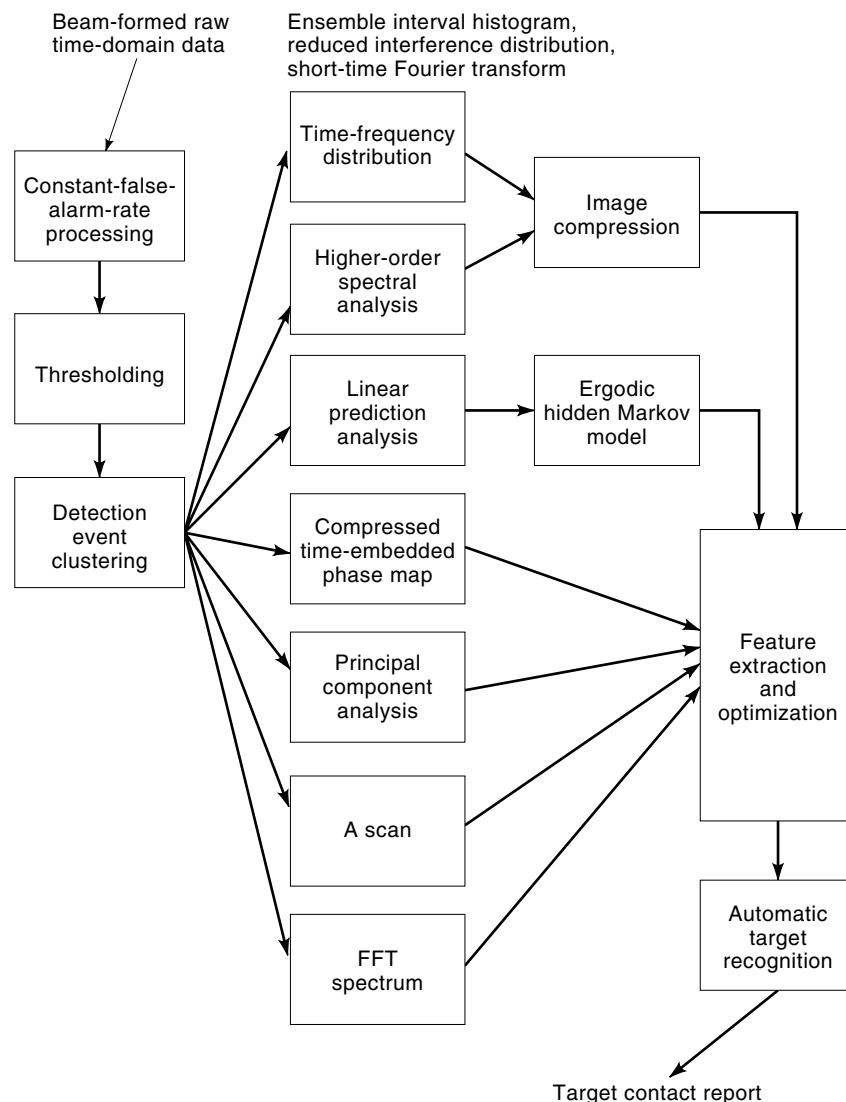 Beam-formed raw
time-domain data
Ensemble interval histogram,
reduced interference distribution,
short-time Fourier transform
Constant-false-
alarm-rate
processing
Thresholding
Detection
event
clustering
Time-frequency
distribution
Higher-order
spectral
analysis
Linear
prediction
analysis
Compressed
time-embedded
phase map
Principal
component
analysis
A scan
FFT
spectrum
Image
compression
Ergodic
hidden Markov
model
Feature
extraction
and
optimization
Automatic
target
recognition
Target contact report